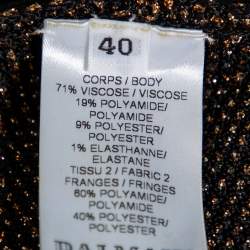 40
CORPS / BODY
71% VISCOSE / VISCOSE
19% POLYAMIDE/
POLYAMIDE
9% POLYESTER/
POLYESTER
1% ELASTHANNE/
ELASTANE
TISSU 2 / FABRIC 2
FRANGES / FRINGES
60% POLYAMIDE/
POLYAMIDE
40% POLYESTER/
POLYESTER